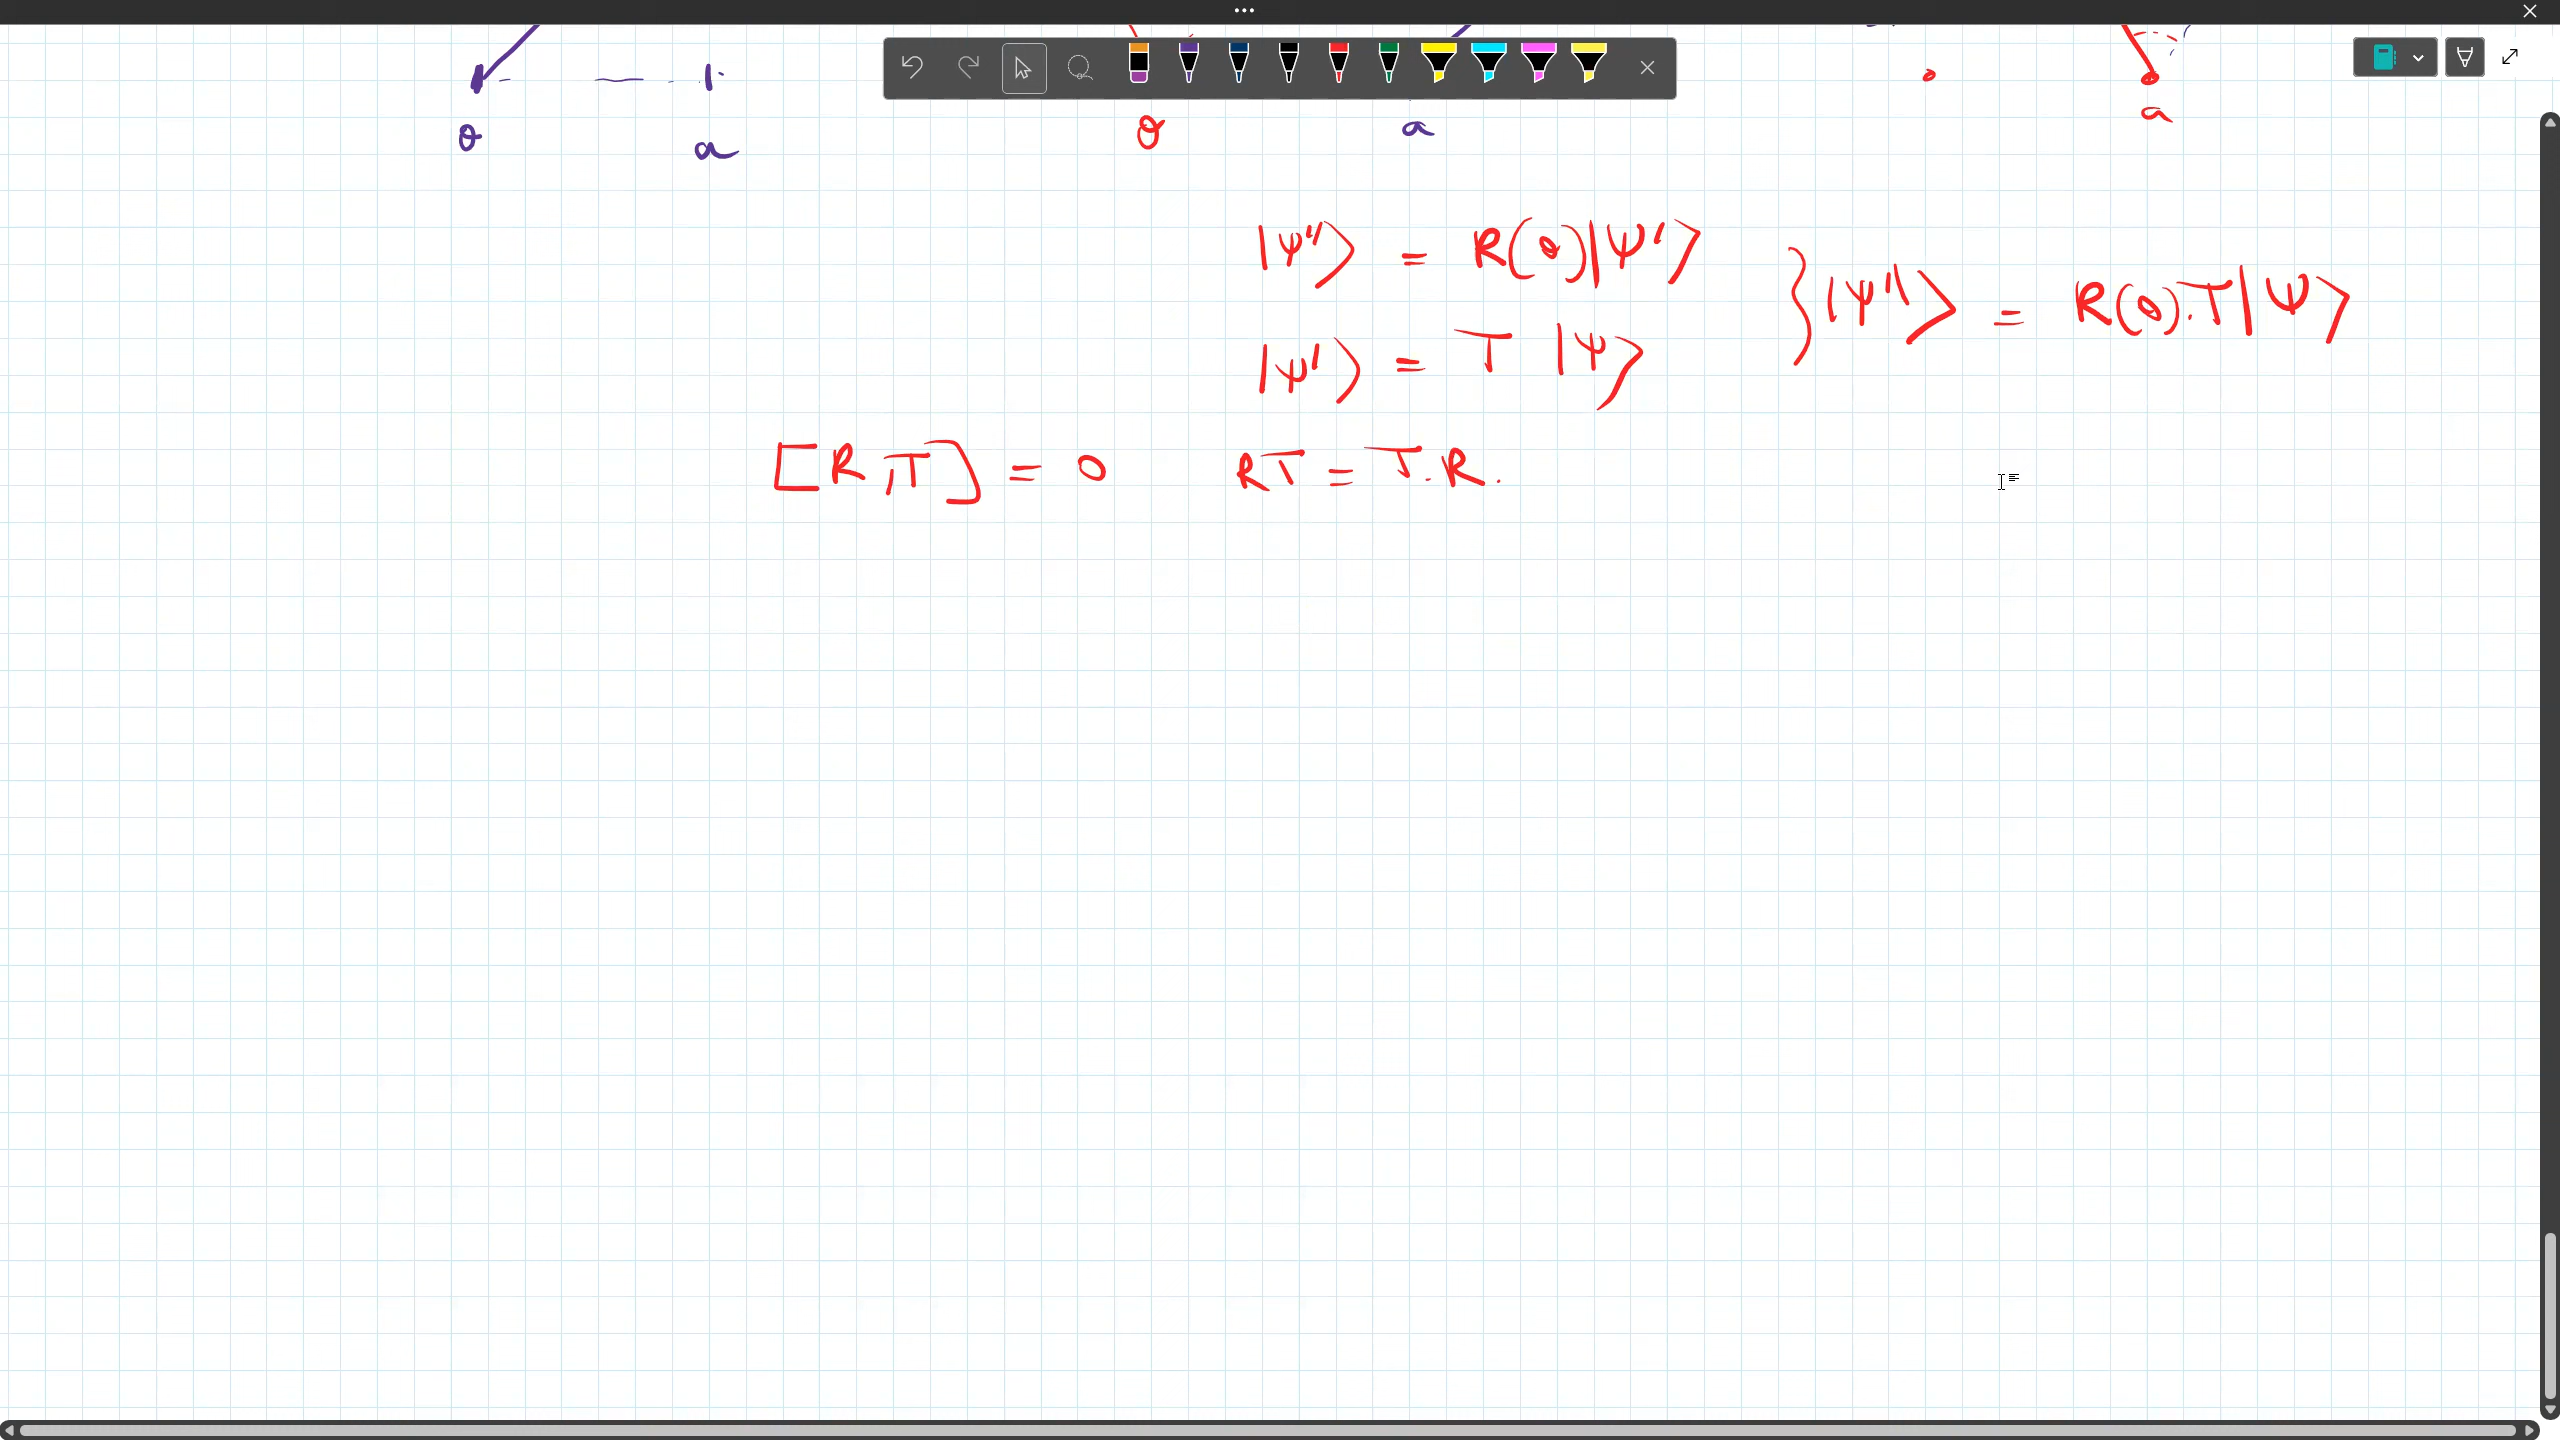 θ a θ a a
|ψ''⟩ = R(θ)|ψ'⟩
|ψ'⟩ = T |ψ⟩ } |ψ''⟩ = R(θ).T|ψ⟩
[R,T] = 0 RT = T.R.